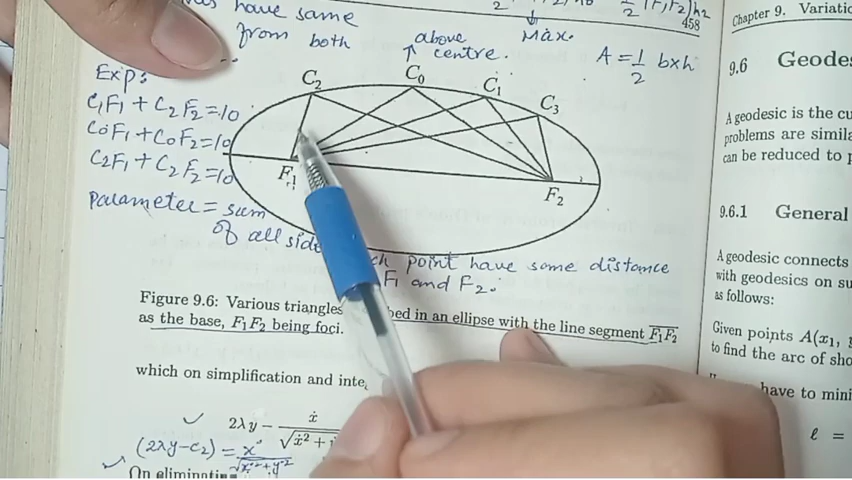 have same
from both
above
centre.
Max.
A = 1/2 b×h
458
Exp:
C1F1 + C2F2 = 10
C0F1 + C0F2 = 10
C2F1 + C2F2 = 10
Parameter = sum
of all side
C2
C0
C1
C3
F1
F2
point have same distance
F1 and F2.
Figure 9.6: Various triangles
bed in an ellipse with the line segment F1F2
as the base, F1F2 being foci.
which on simplification and inte
2λy − ẋ
(2λy-c2) = x°
On eliminatin
Chapter 9. Variatio
9.6 Geode
A geodesic is the cu
problems are simila
can be reduced to p
9.6.1 General
A geodesic connects
with geodesics on su
as follows:
Given points A(x1, y
to find the arc of sho
have to mini
ℓ =